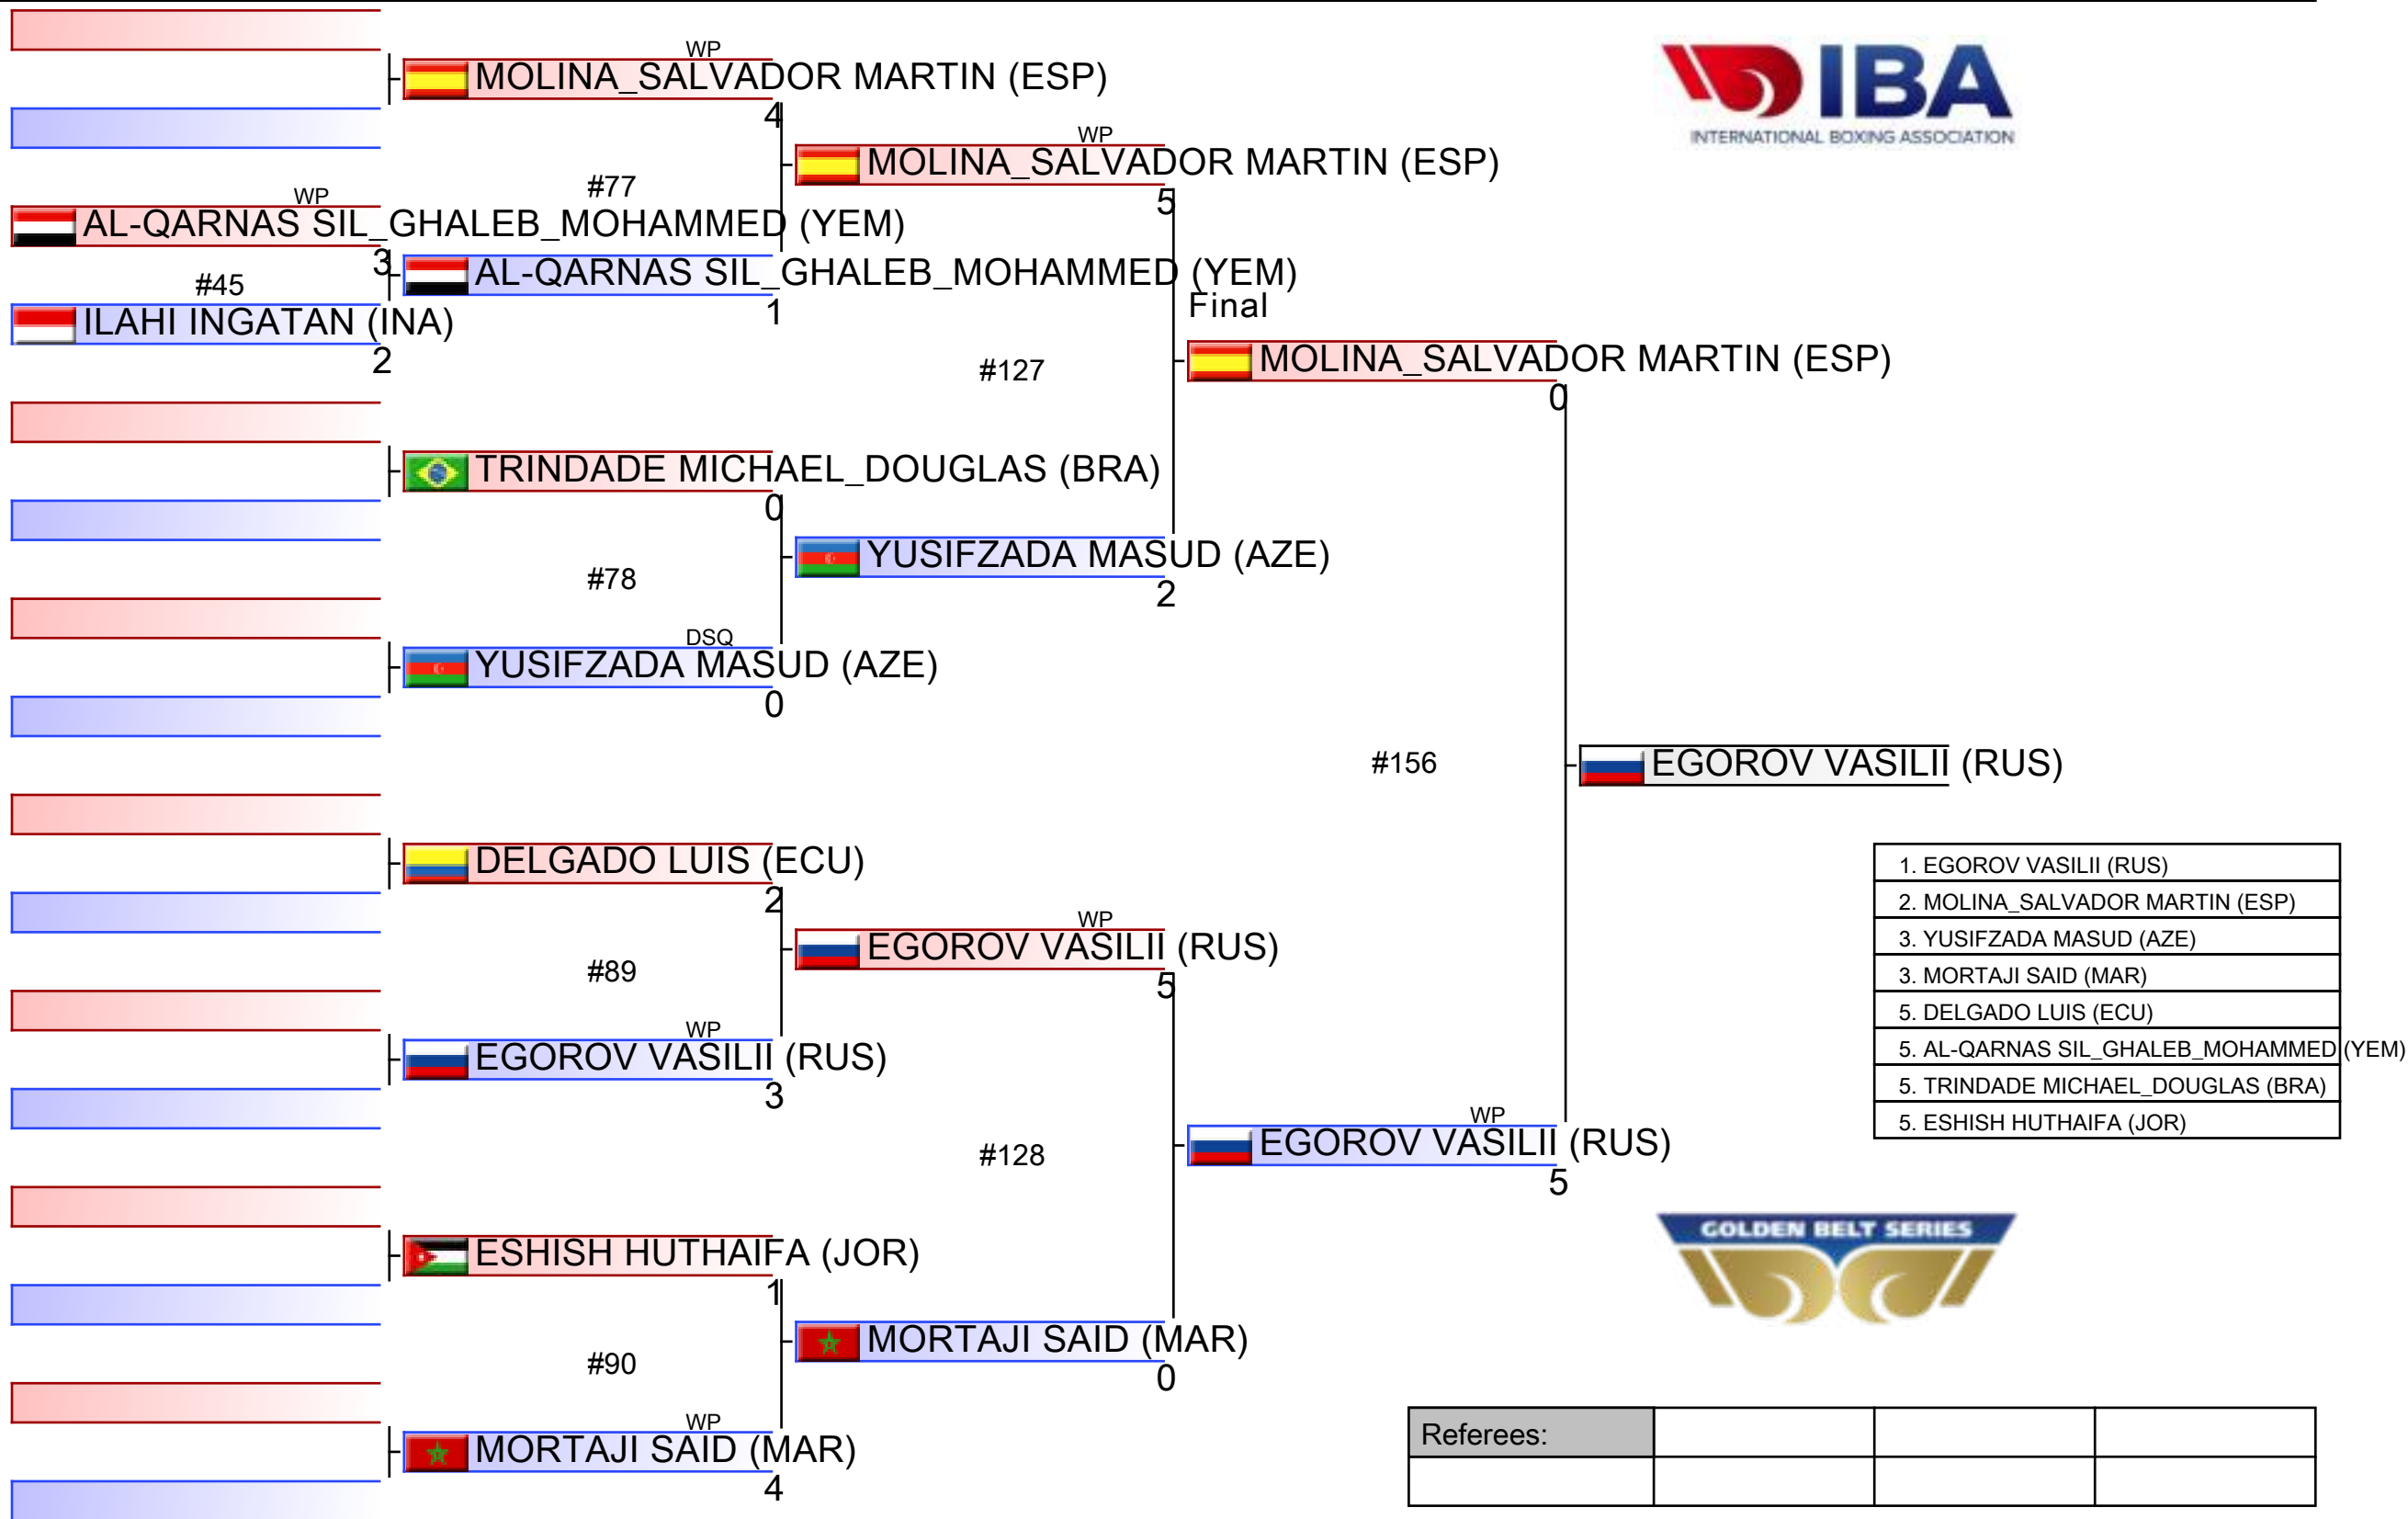 WP
MOLINA_SALVADOR MARTIN (ESP)
4
IBA
INTERNATIONAL BOXING ASSOCIATION
WP
MOLINA_SALVADOR MARTIN (ESP)
5
#77
WP
AL-QARNAS SIL_GHALEB_MOHAMMED (YEM)
3
#45
AL-QARNAS SIL_GHALEB_MOHAMMED (YEM)
1
ILAHI INGATAN (INA)
2
Final
MOLINA_SALVADOR MARTIN (ESP)
0
#127
TRINDADE MICHAEL_DOUGLAS (BRA)
0
#78
YUSIFZADA MASUD (AZE)
2
DSQ
YUSIFZADA MASUD (AZE)
0
#156
EGOROV VASILII (RUS)
DELGADO LUIS (ECU)
2
#89
WP
EGOROV VASILII (RUS)
5
WP
EGOROV VASILII (RUS)
3
#128
WP
EGOROV VASILII (RUS)
5
1. EGOROV VASILII (RUS)
2. MOLINA_SALVADOR MARTIN (ESP)
3. YUSIFZADA MASUD (AZE)
3. MORTAJI SAID (MAR)
5. DELGADO LUIS (ECU)
5. AL-QARNAS SIL_GHALEB_MOHAMMED (YEM)
5. TRINDADE MICHAEL_DOUGLAS (BRA)
5. ESHISH HUTHAIFA (JOR)
GOLDEN BELT SERIES
ESHISH HUTHAIFA (JOR)
1
#90
MORTAJI SAID (MAR)
0
WP
MORTAJI SAID (MAR)
4
Referees: